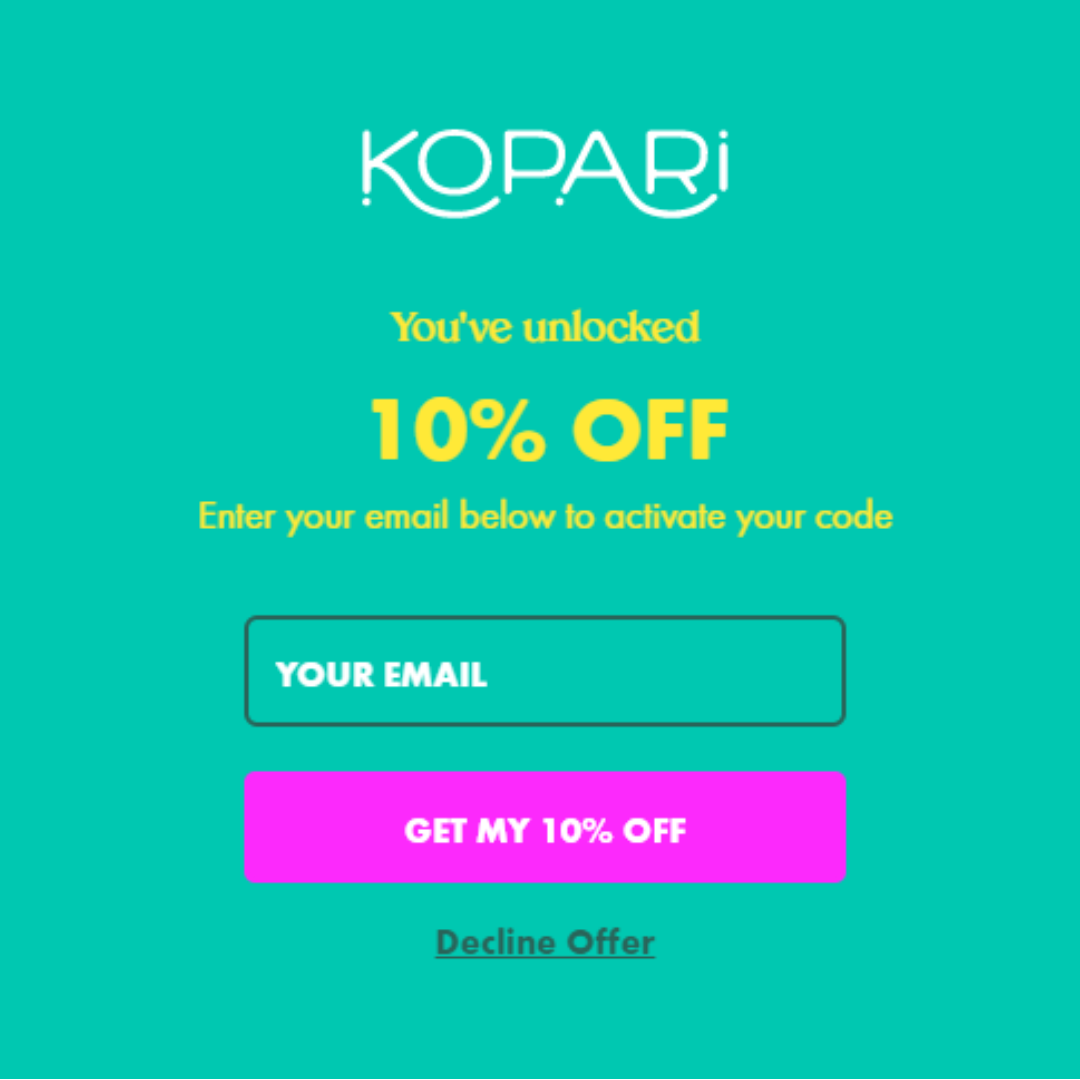 KOPARi
You've unlocked
10% OFF
Enter your email below to activate your code
YOUR EMAIL
GET MY 10% OFF
Decline Offer